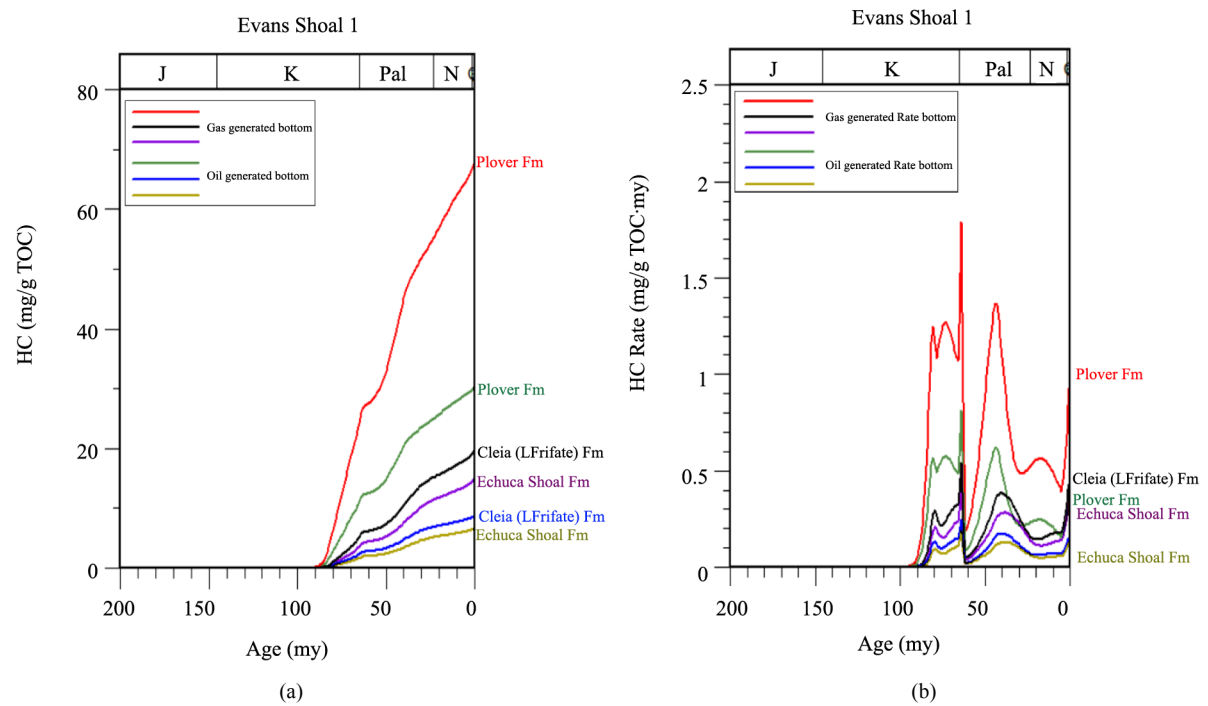 Evans Shoal 1
J K Pal N
80
60
40
20
0
200 150 100 50 0
HC (mg/g TOC)
Age (my)
Gas generated bottom
Oil generated bottom
Plover Fm
Plover Fm
Cleia (LFrifate) Fm
Echuca Shoal Fm
Cleia (LFrifate) Fm
Echuca Shoal Fm
(a)
Evans Shoal 1
J K Pal N
2.5
2
1.5
1
0.5
0
200 150 100 50 0
HC Rate (mg/g TOC·my)
Age (my)
Gas generated Rate bottom
Oil generated Rate bottom
Plover Fm
Cleia (LFrifate) Fm
Plover Fm
Echuca Shoal Fm
Echuca Shoal Fm
(b)